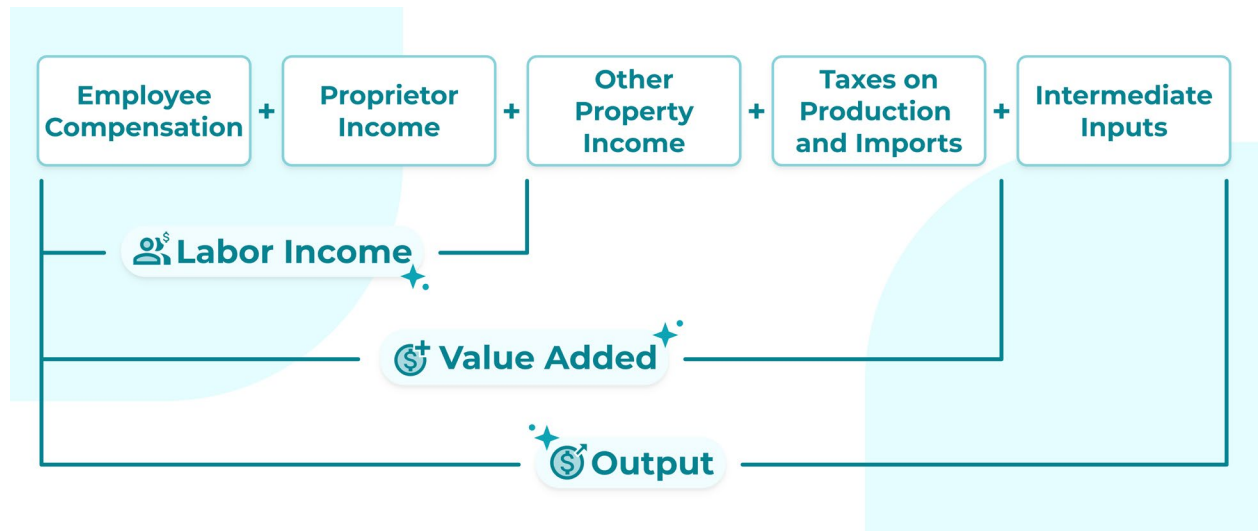 Employee
Compensation
+
Proprietor
Income
+
Other
Property
Income
+
Taxes on
Production
and Imports
+
Intermediate
Inputs
Labor Income
Value Added
Output